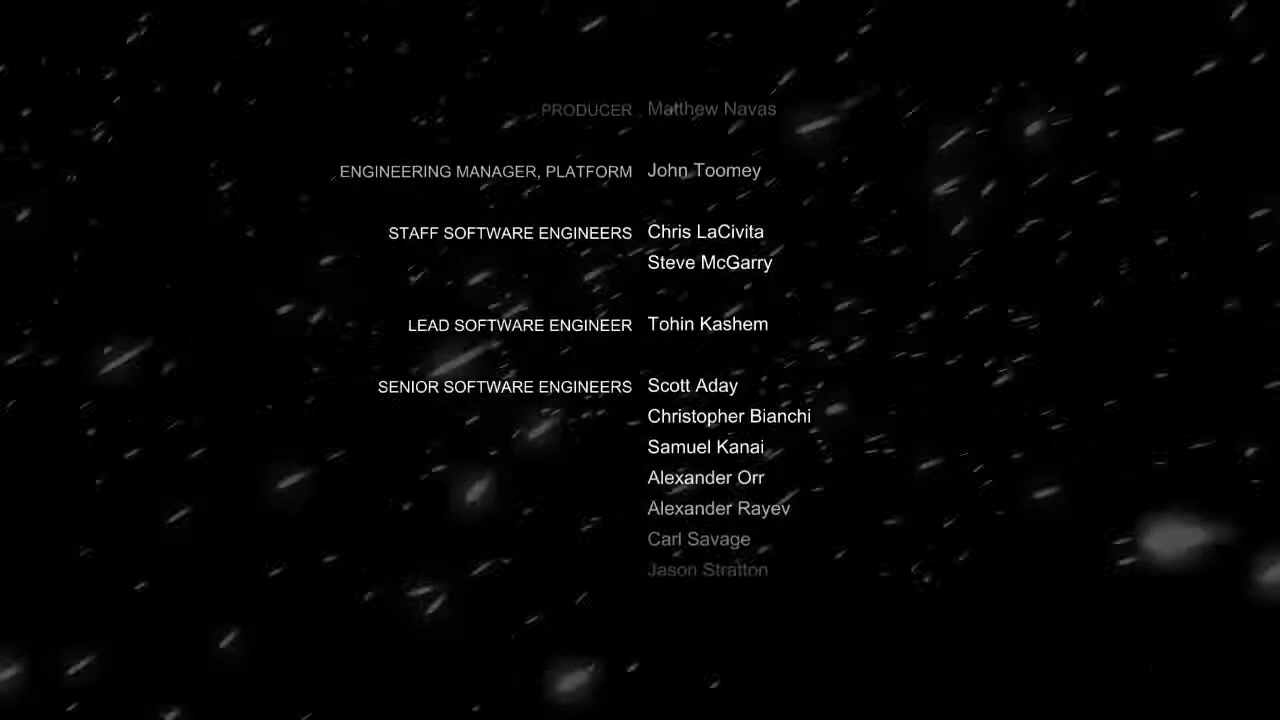 PRODUCER Matthew Navas
ENGINEERING MANAGER, PLATFORM John Toomey
STAFF SOFTWARE ENGINEERS Chris LaCivita
Steve McGarry
LEAD SOFTWARE ENGINEER Tohin Kashem
SENIOR SOFTWARE ENGINEERS Scott Aday
Christopher Bianchi
Samuel Kanai
Alexander Orr
Alexander Rayev
Carl Savage
Jason Stratton